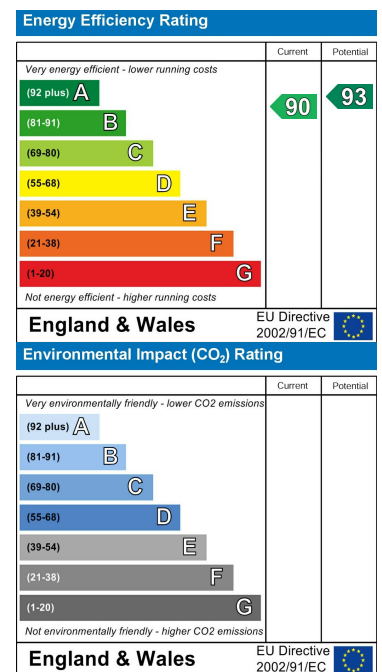 Energy Efficiency Rating
Current Potential
Very energy efficient - lower running costs
(92 plus) A
(81-91) B
(69-80) C
(55-68) D
(39-54) E
(21-38) F
(1-20) G
90
93
Not energy efficient - higher running costs
England & Wales
EU Directive
2002/91/EC
Environmental Impact (CO₂) Rating
Current Potential
Very environmentally friendly - lower CO2 emissions
(92 plus) A
(81-91) B
(69-80) C
(55-68) D
(39-54) E
(21-38) F
(1-20) G
Not environmentally friendly - higher CO2 emissions
England & Wales
EU Directive
2002/91/EC